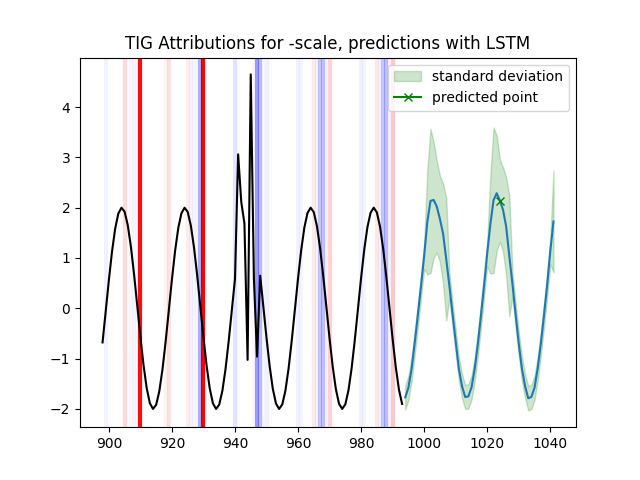 TIG Attributions for -scale, predictions with LSTM
standard deviation
predicted point
4
3
2
1
0
−1
−2
900 920 940 960 980 1000 1020 1040